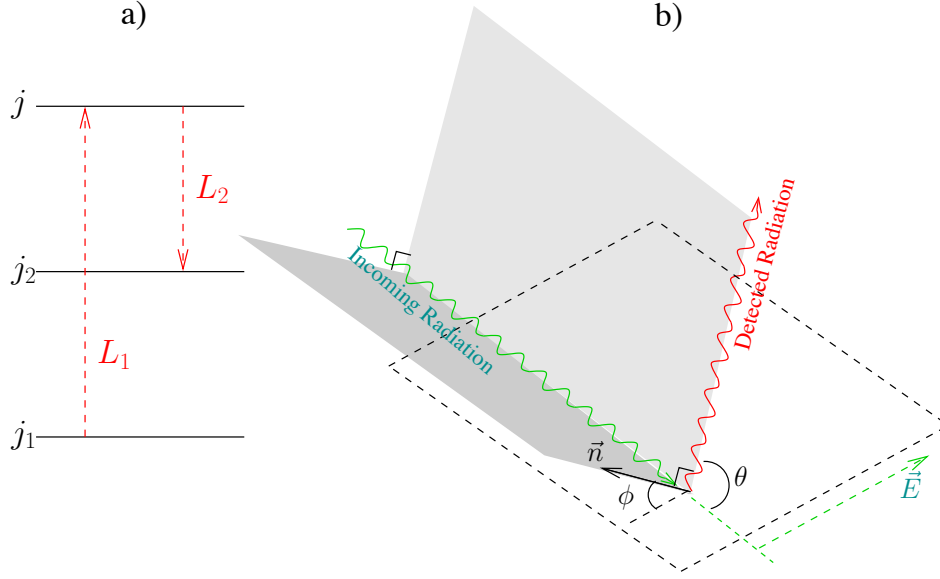 a)
j
L₂
j₂
L₁
j₁
b)
Incoming Radiation
Detected Radiation
n⃗
ϕ
θ
E⃗